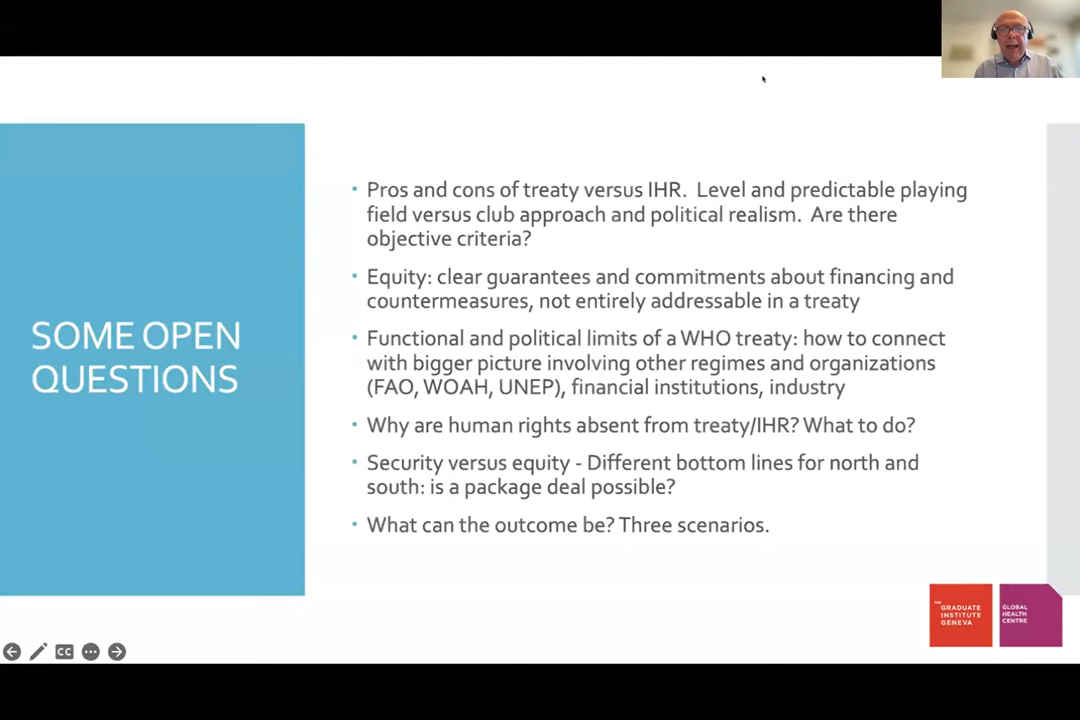 SOME OPEN
QUESTIONS
• Pros and cons of treaty versus IHR. Level and predictable playing
field versus club approach and political realism. Are there
objective criteria?
• Equity: clear guarantees and commitments about financing and
countermeasures, not entirely addressable in a treaty
• Functional and political limits of a WHO treaty: how to connect
with bigger picture involving other regimes and organizations
(FAO, WOAH, UNEP), financial institutions, industry
• Why are human rights absent from treaty/IHR? What to do?
• Security versus equity - Different bottom lines for north and
south: is a package deal possible?
• What can the outcome be? Three scenarios.
THE
GRADUATE
INSTITUTE
GENEVA
GLOBAL
HEALTH
CENTRE
CC